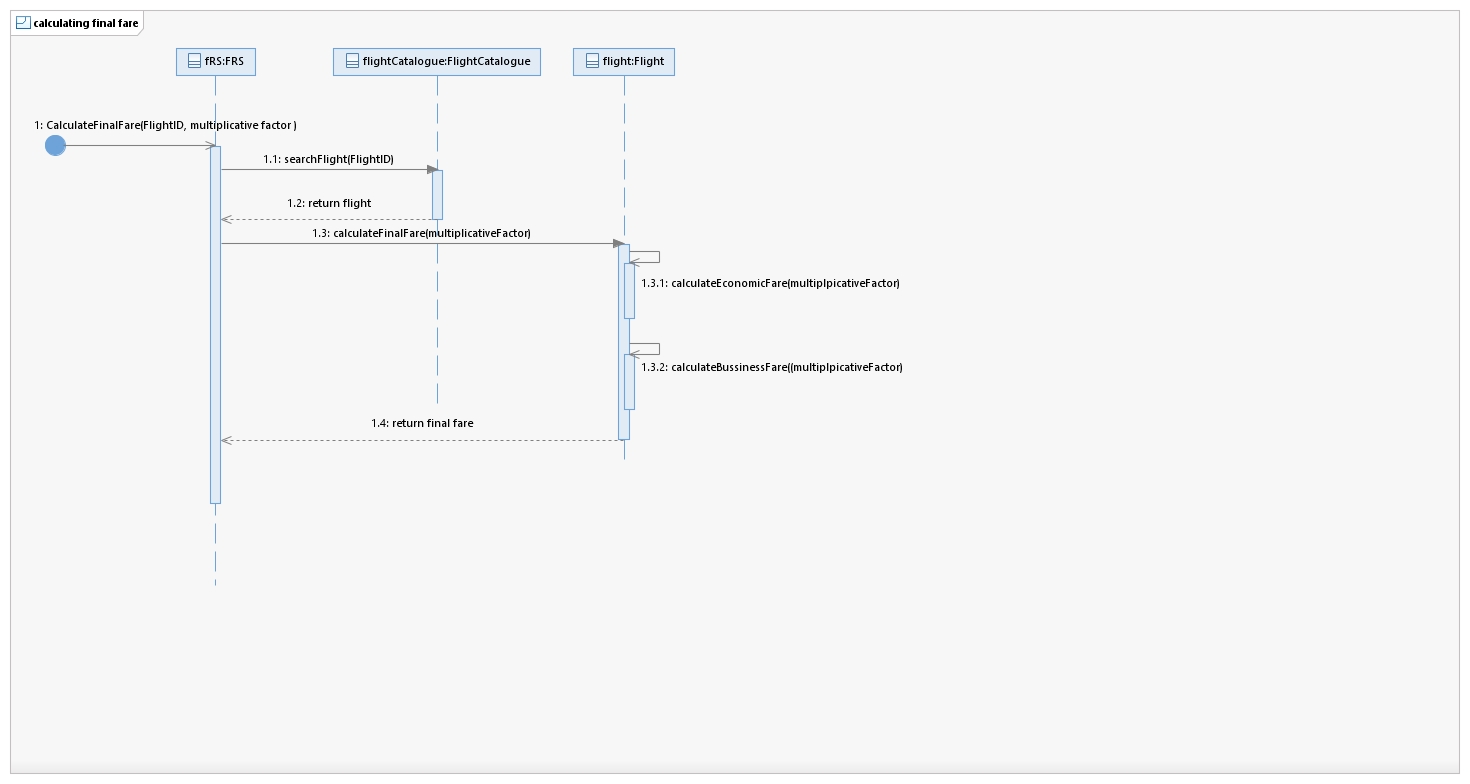 calculating final fare
fRS:FRS
flightCatalogue:FlightCatalogue
flight:Flight
1: CalculateFinalFare(FlightID, multiplicative factor )
1.1: searchFlight(FlightID)
1.2: return flight
1.3: calculateFinalFare(multiplicativeFactor)
1.3.1: calculateEconomicFare(multiplpicativeFactor)
1.3.2: calculateBussinessFare((multiplpicativeFactor)
1.4: return final fare